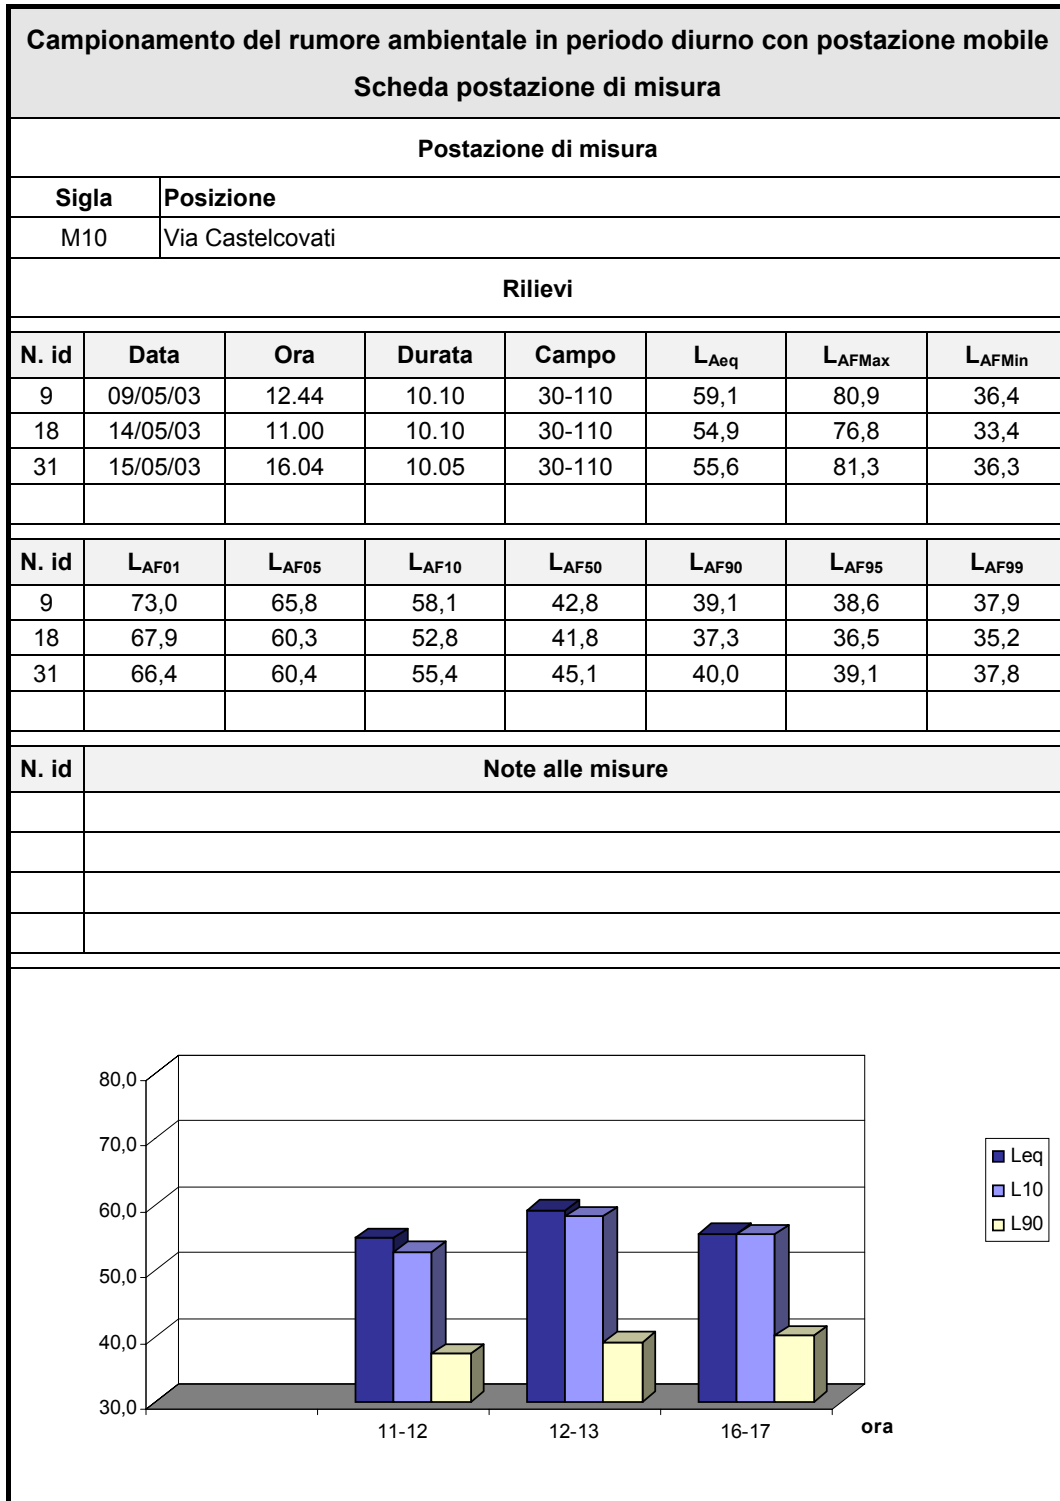 Campionamento del rumore ambientale in periodo diurno con postazione mobile
Scheda postazione di misura
Postazione di misura
Sigla Posizione
M10 Via Castelcovati
Rilievi
N. id Data Ora Durata Campo LAeq LAFMax LAFMin
9 09/05/03 12.44 10.10 30-110 59,1 80,9 36,4
18 14/05/03 11.00 10.10 30-110 54,9 76,8 33,4
31 15/05/03 16.04 10.05 30-110 55,6 81,3 36,3
N. id LAF01 LAF05 LAF10 LAF50 LAF90 LAF95 LAF99
9 73,0 65,8 58,1 42,8 39,1 38,6 37,9
18 67,9 60,3 52,8 41,8 37,3 36,5 35,2
31 66,4 60,4 55,4 45,1 40,0 39,1 37,8
N. id Note alle misure
80,0
70,0
60,0
50,0
40,0
30,0
11-12 12-13 16-17 ora
Leq
L10
L90